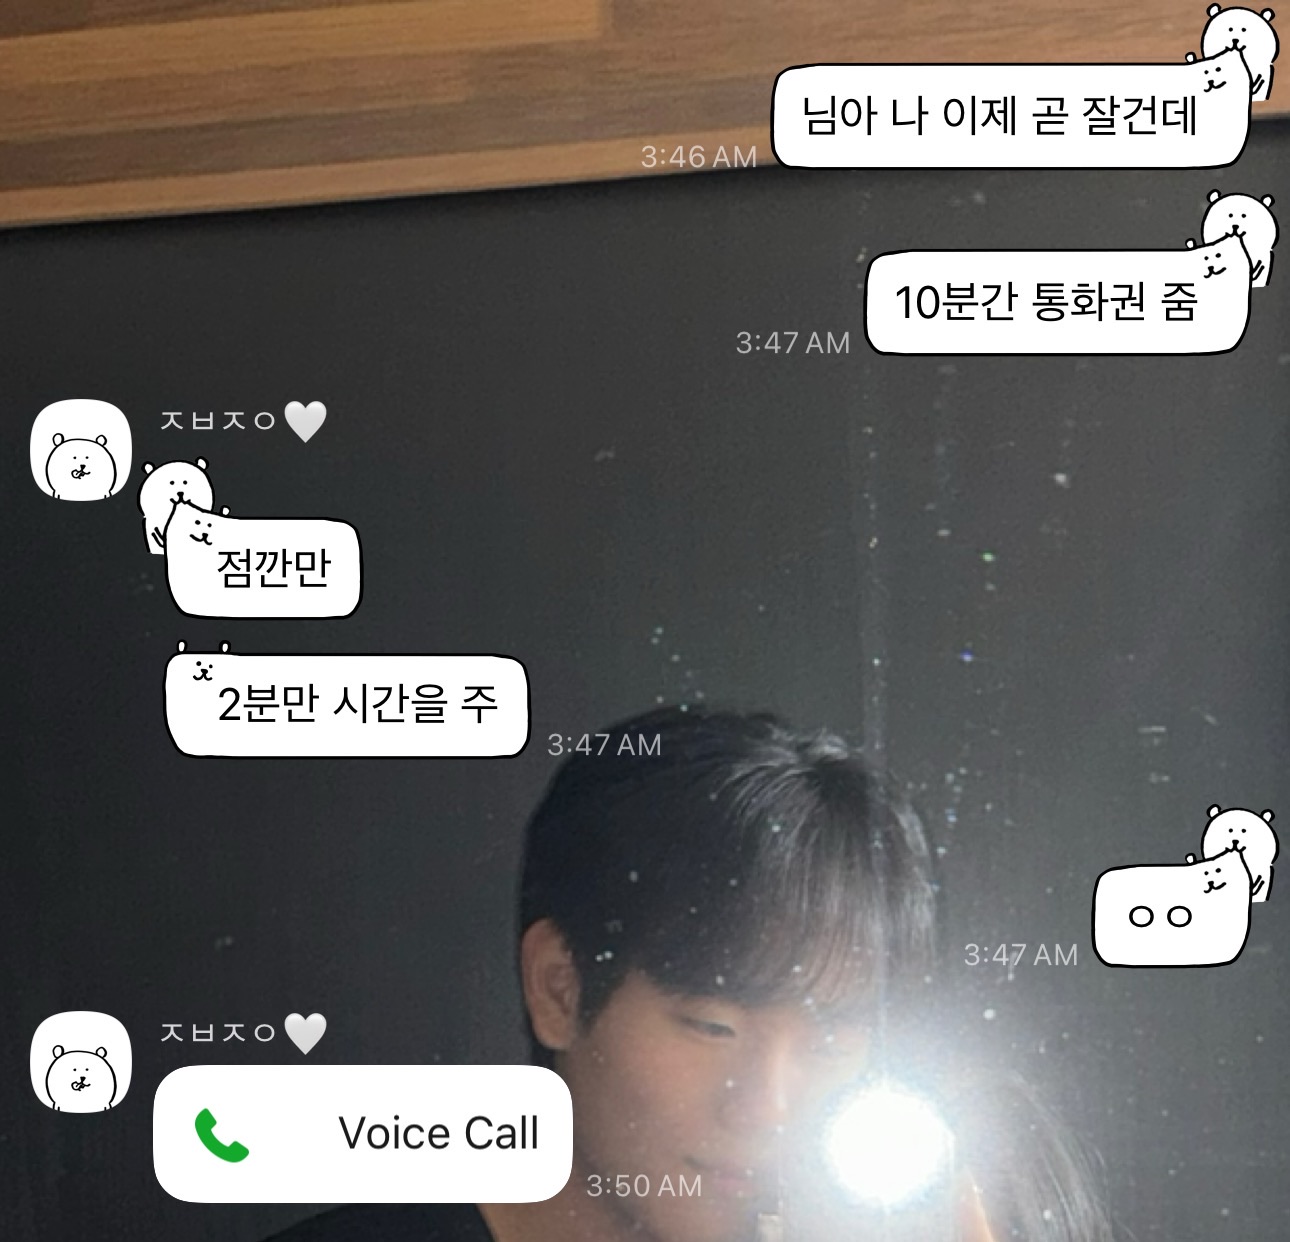 님아 나 이제 곧 잘건데
3:46 AM
10분간 통화권 줌
3:47 AM
ㅈㅂㅈㅇ🤍
점깐만
2분만 시간을 주
3:47 AM
ㅇㅇ
3:47 AM
ㅈㅂㅈㅇ🤍
Voice Call
3:50 AM